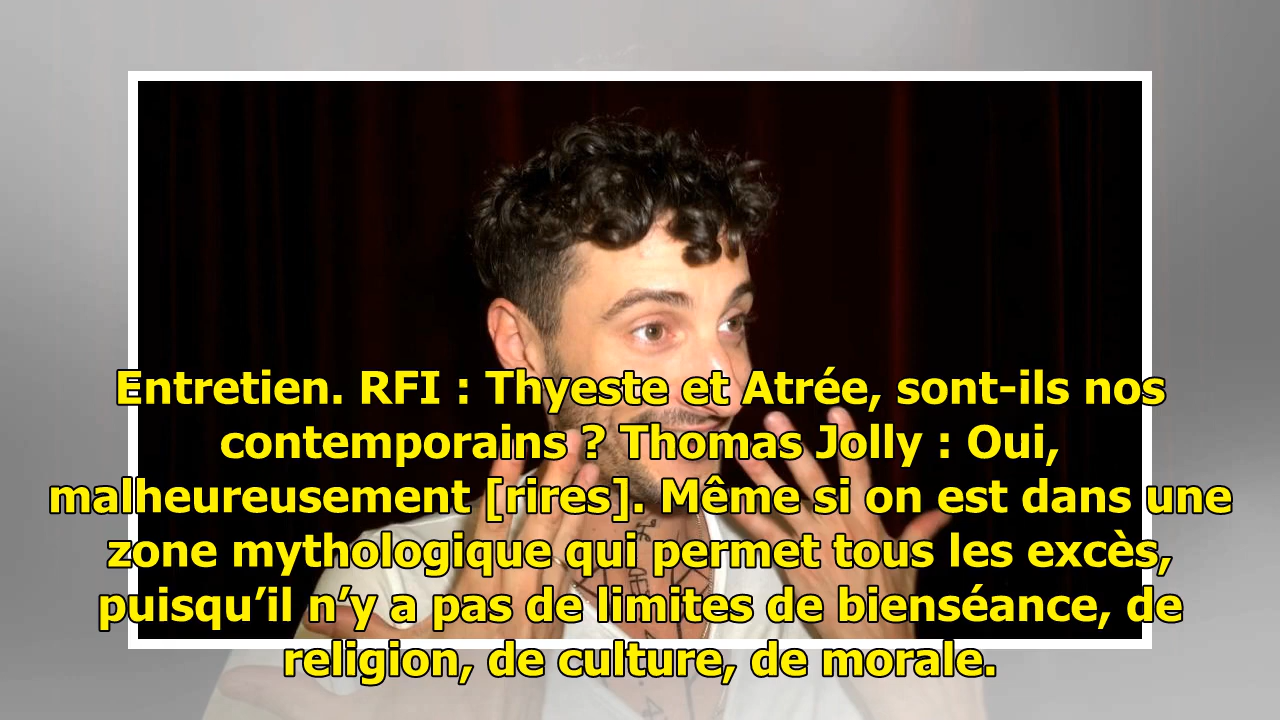 Entretien. RFI : Thyeste et Atrée, sont-ils nos
contemporains ? Thomas Jolly : Oui,
malheureusement [rires]. Même si on est dans une
zone mythologique qui permet tous les excès,
puisqu’il n’y a pas de limites de bienséance, de
religion, de culture, de morale.